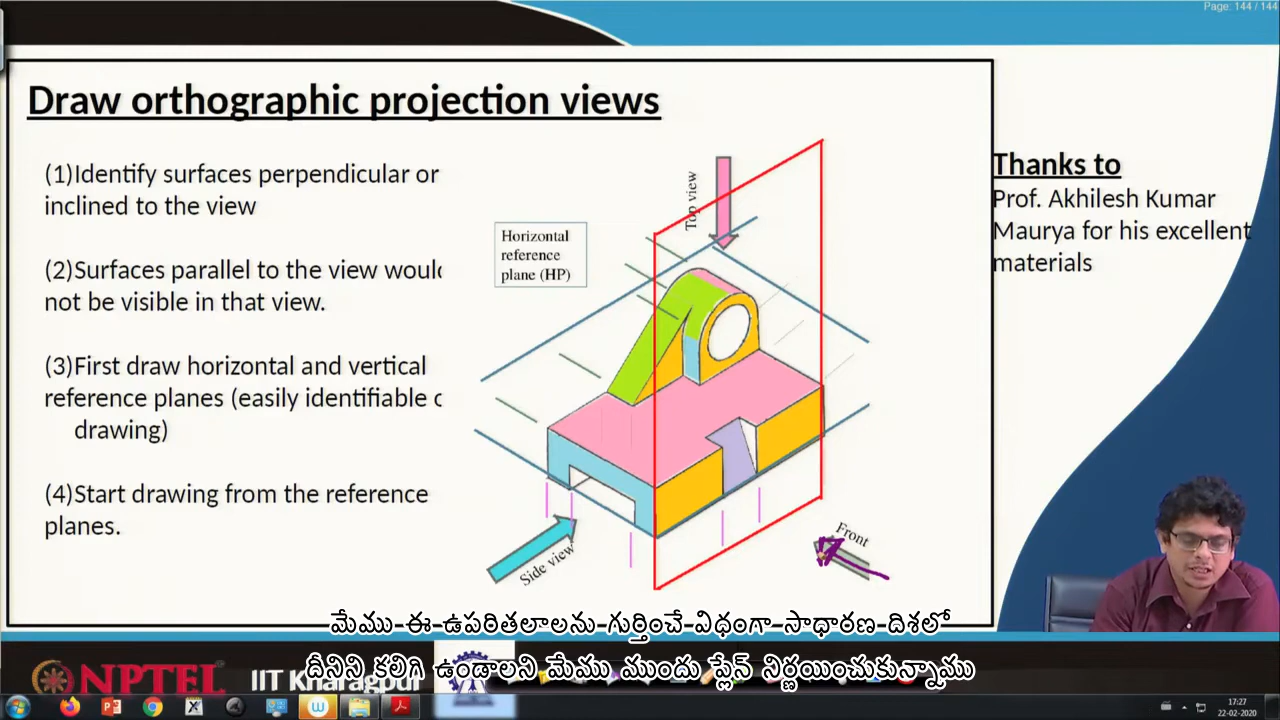 Page: 144 / 144
Draw orthographic projection views
(1)Identify surfaces perpendicular or
inclined to the view
(2)Surfaces parallel to the view would
not be visible in that view.
(3)First draw horizontal and vertical
reference planes (easily identifiable
drawing)
(4)Start drawing from the reference
planes.
Horizontal
reference
plane (HP)
Top view
Side view
Front
Thanks to
Prof. Akhilesh Kumar
Maurya for his excellent
materials
మేము ఈ ఉపరితలాలను గుర్తించే విధంగా సాధారణ దిశలో
దీనిని కలిగి ఉండాలని మేము ముందు ప్లేన్ నిర్ణయించుకున్నాము
NPTEL
IIT Kharagpur
17:27
22-02-2020